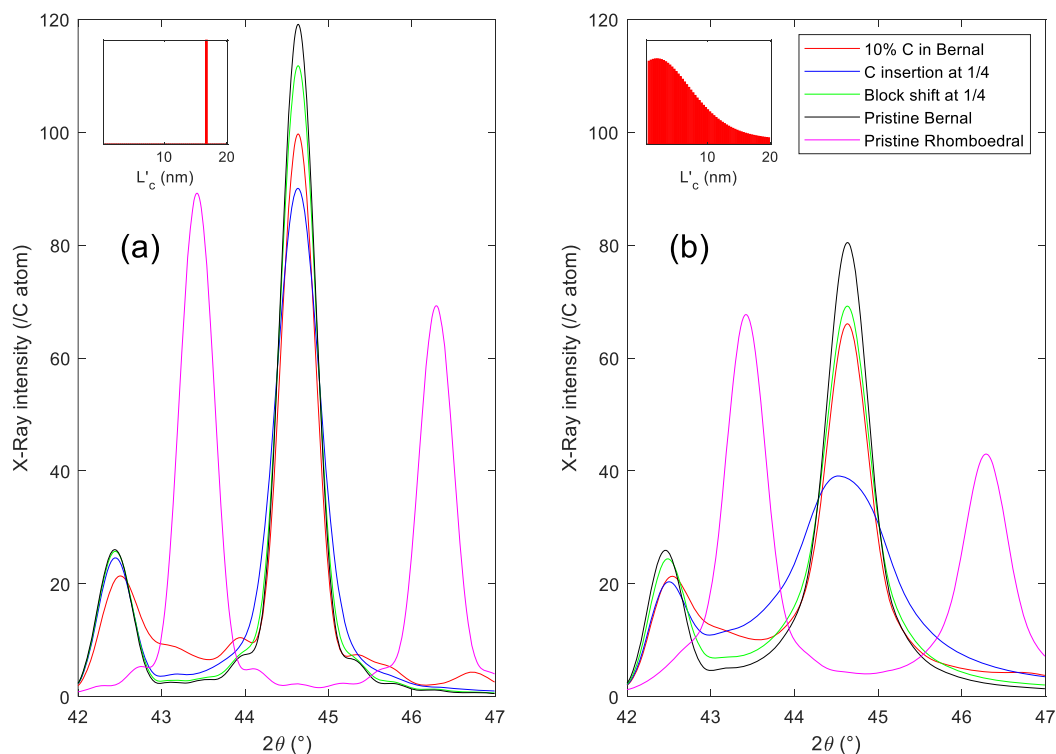 120
100
80
60
40
20
0
X-Ray intensity (/C atom)
10
20
L'c (nm)
(a)
42
43
44
45
46
47
2θ (°)
120
100
80
60
40
20
0
X-Ray intensity (/C atom)
10
20
L'c (nm)
10% C in Bernal
C insertion at 1/4
Block shift at 1/4
Pristine Bernal
Pristine Rhomboedral
(b)
42
43
44
45
46
47
2θ (°)